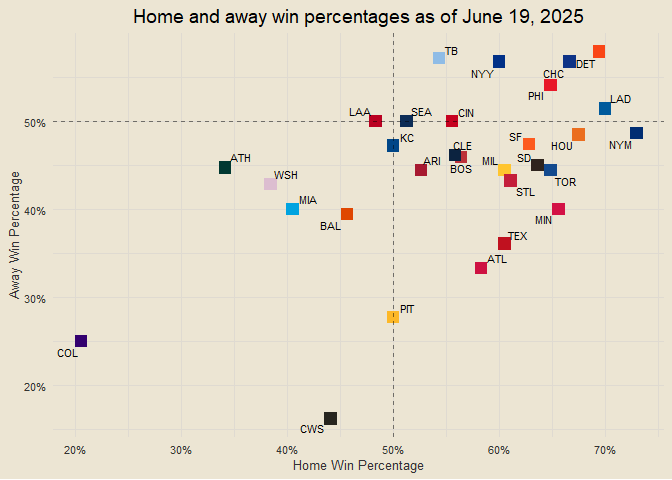 Home and away win percentages as of June 19, 2025
TB
NYY
CHC
DET
PHI
LAD
50%
LAA
SEA
CIN
KC
SF
HOU
NYM
CLE
ATH
ARI
BOS
MIL
SD
WSH
TOR
STL
40%
MIA
BAL
MIN
TEX
ATL
30%
PIT
COL
20%
CWS
Away Win Percentage
20%
30%
40%
50%
60%
70%
Home Win Percentage